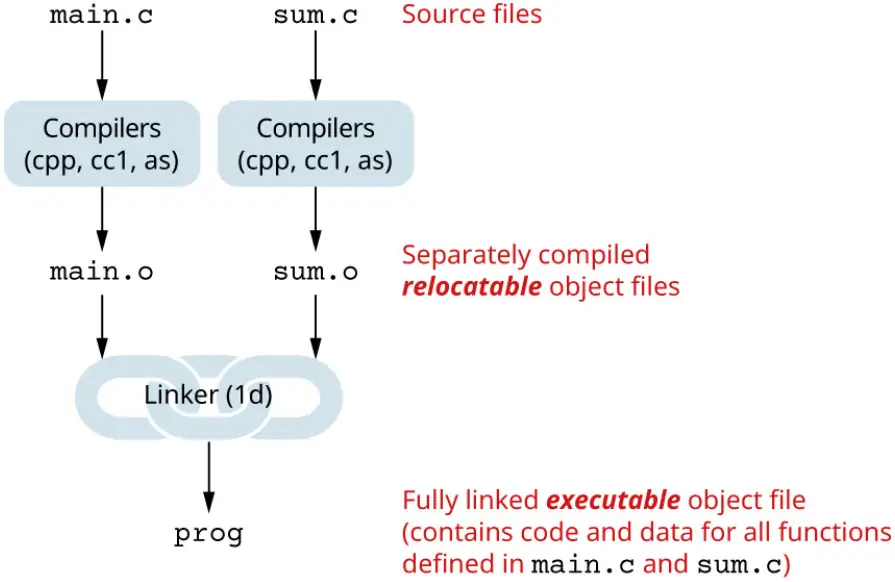 main.c
sum.c
Source files
Compilers
(cpp, cc1, as)
Compilers
(cpp, cc1, as)
main.o
sum.o
Separately compiled
relocatable object files
Linker (1d)
prog
Fully linked executable object file
(contains code and data for all functions
defined in main.c and sum.c)